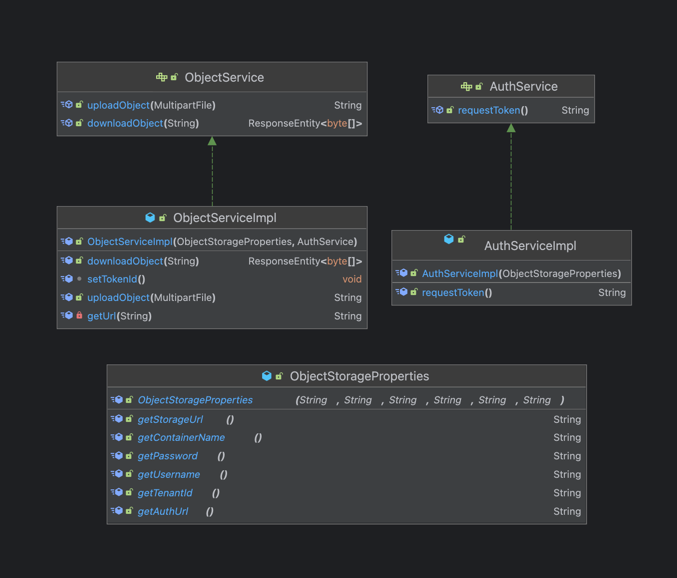 ObjectService
uploadObject(MultipartFile) String
downloadObject(String) ResponseEntity<byte[]>
AuthService
requestToken() String
ObjectServiceImpl
ObjectServiceImpl(ObjectStorageProperties, AuthService)
downloadObject(String) ResponseEntity<byte[]>
setTokenId() void
uploadObject(MultipartFile) String
getUrl(String) String
AuthServiceImpl
AuthServiceImpl(ObjectStorageProperties)
requestToken() String
ObjectStorageProperties
ObjectStorageProperties (String , String , String , String , String , String )
getStorageUrl () String
getContainerName () String
getPassword () String
getUsername () String
getTenantId () String
getAuthUrl () String